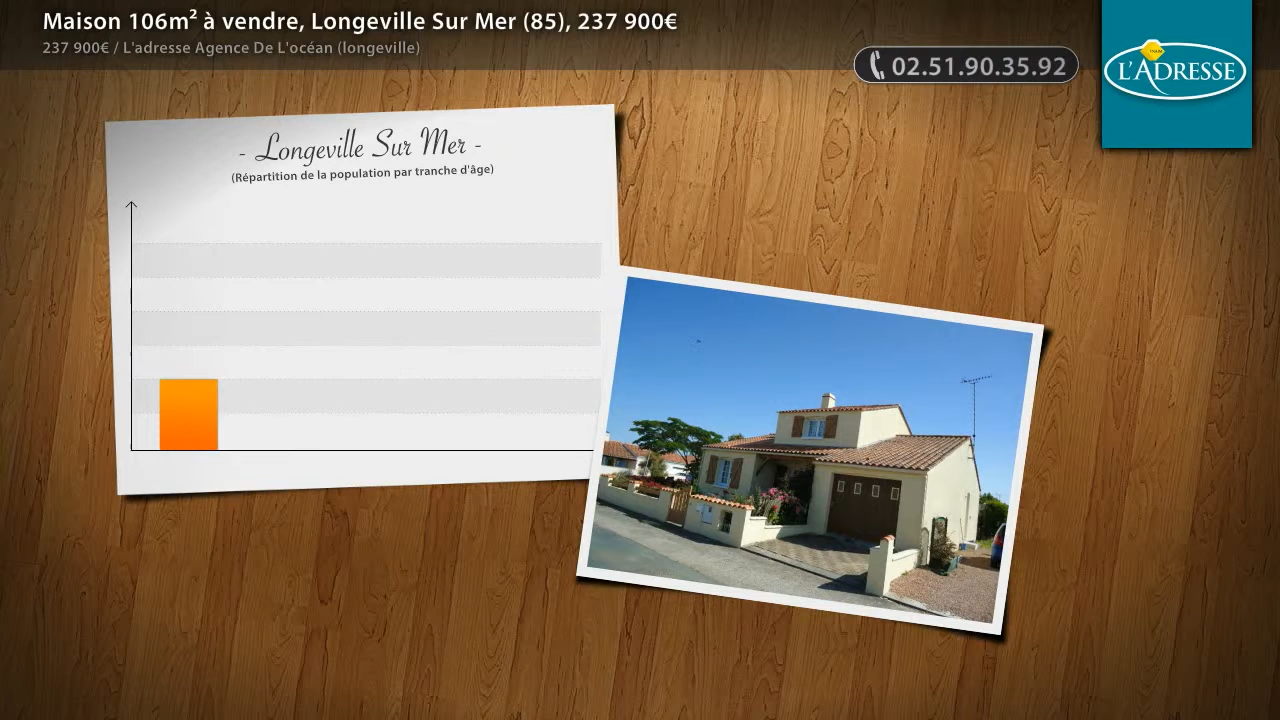 Maison 106m² à vendre, Longeville Sur Mer (85), 237 900€
237 900€ / L'adresse Agence De L'océan (longeville)
02.51.90.35.92
L'ADRESSE
- Longeville Sur Mer -
(Répartition de la population par tranche d'âge)